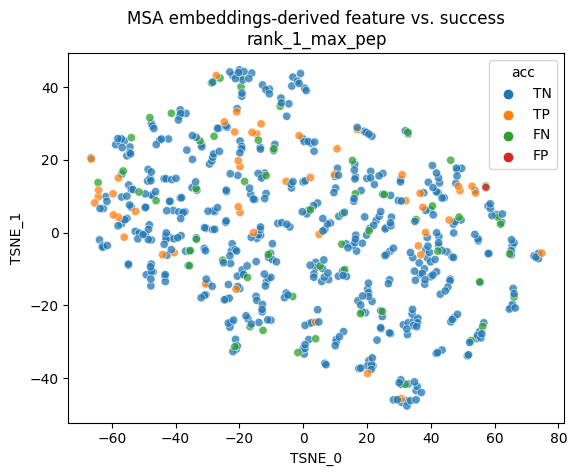 MSA embeddings-derived feature vs. success
rank_1_max_pep
acc
TN
TP
FN
FP
TSNE_1
40
20
0
−20
−40
−60
−40
−20
0
20
40
60
80
TSNE_0